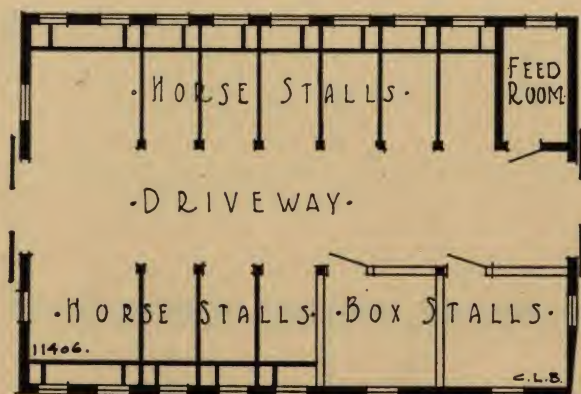 FEED
ROOM
·HORSE STALLS·
·DRIVEWAY·
·HORSE STALLS·
·BOX STALLS·
11406.
C.L.B.